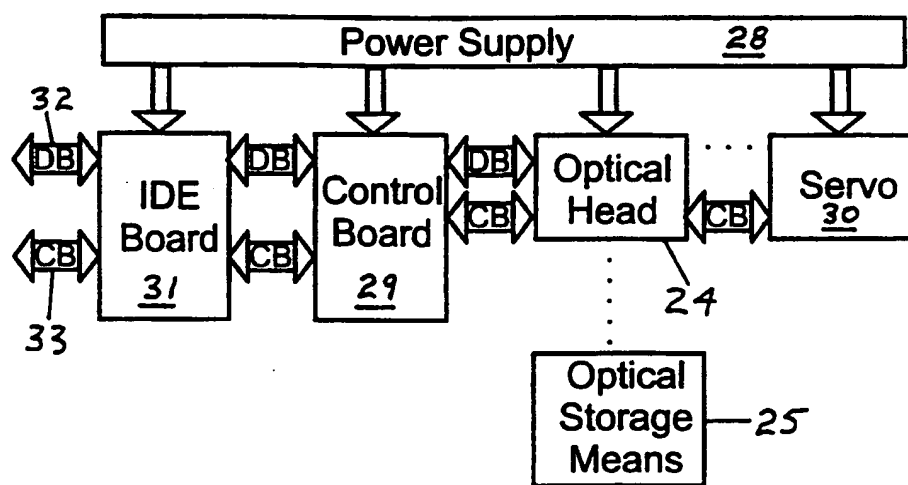 Power Supply 28
32
DB
DB
DB
CB
CB
CB
CB
33
IDE
Board
31
Control
Board
29
Optical
Head
24
Servo
30
Optical
Storage
Means
25